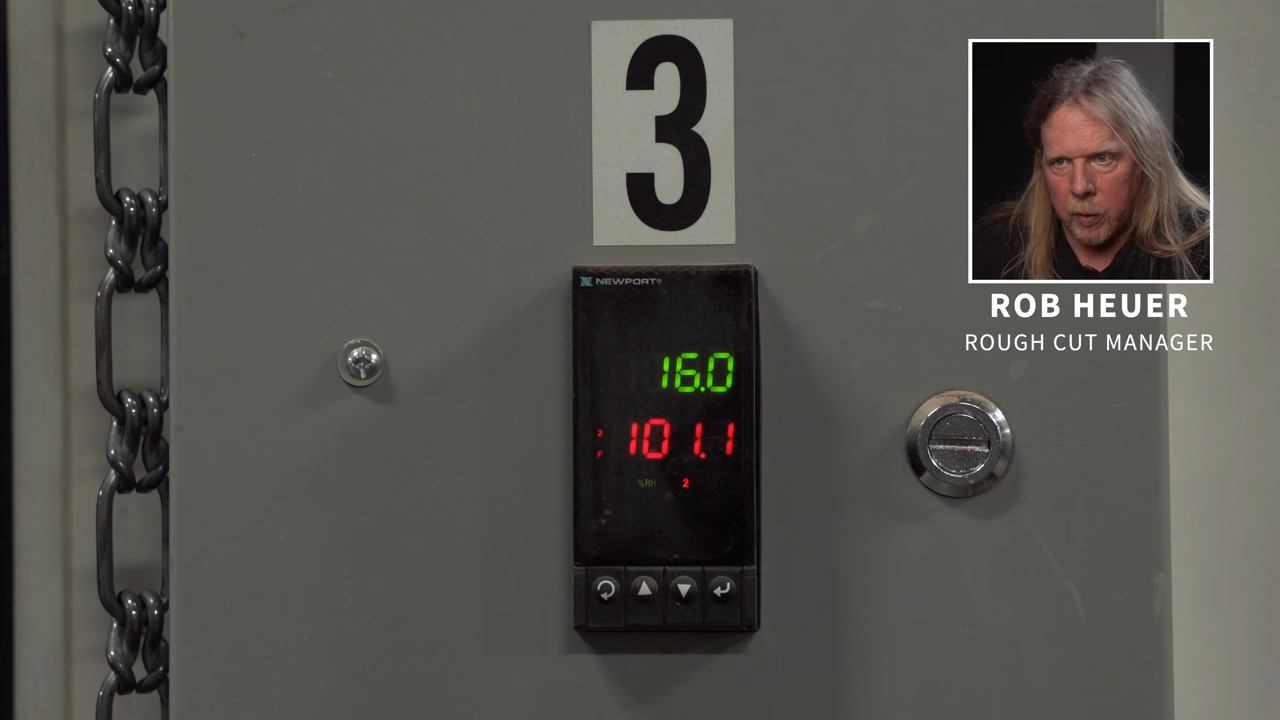 3
NEWPORT®
16.0
101.1
%RH 2
ROB HEUER
ROUGH CUT MANAGER